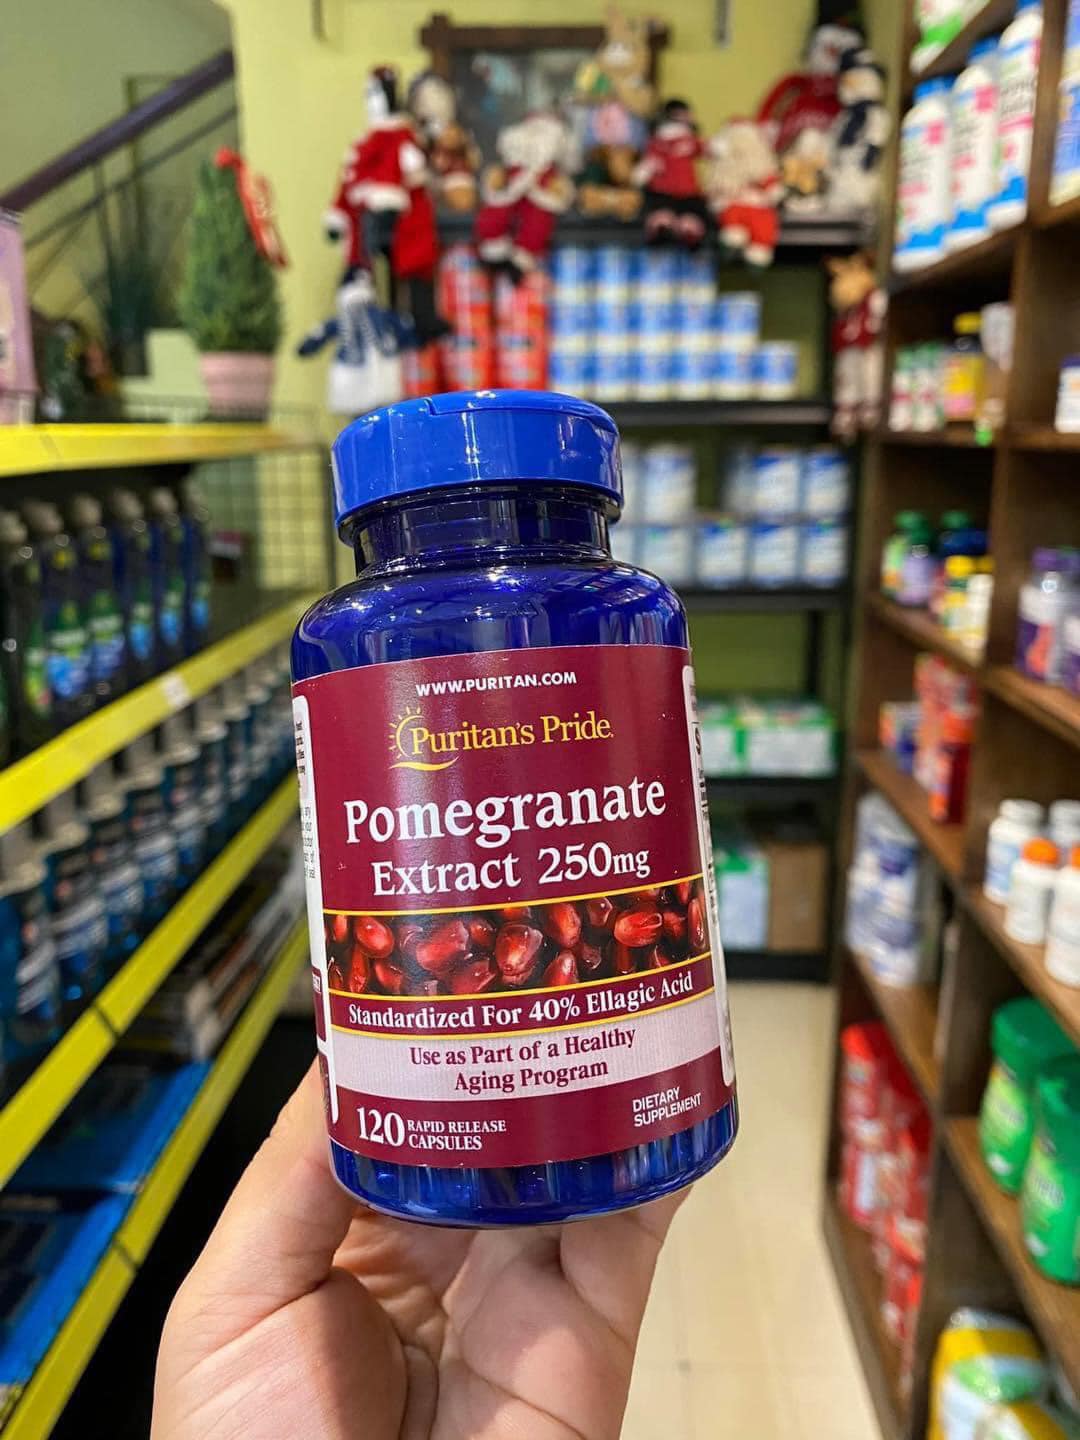 WWW.PURITAN.COM
Puritan's Pride.
Pomegranate
Extract 250mg
Standardized For 40% Ellagic Acid
Use as Part of a Healthy
Aging Program
120 RAPID RELEASE
CAPSULES
DIETARY
SUPPLEMENT